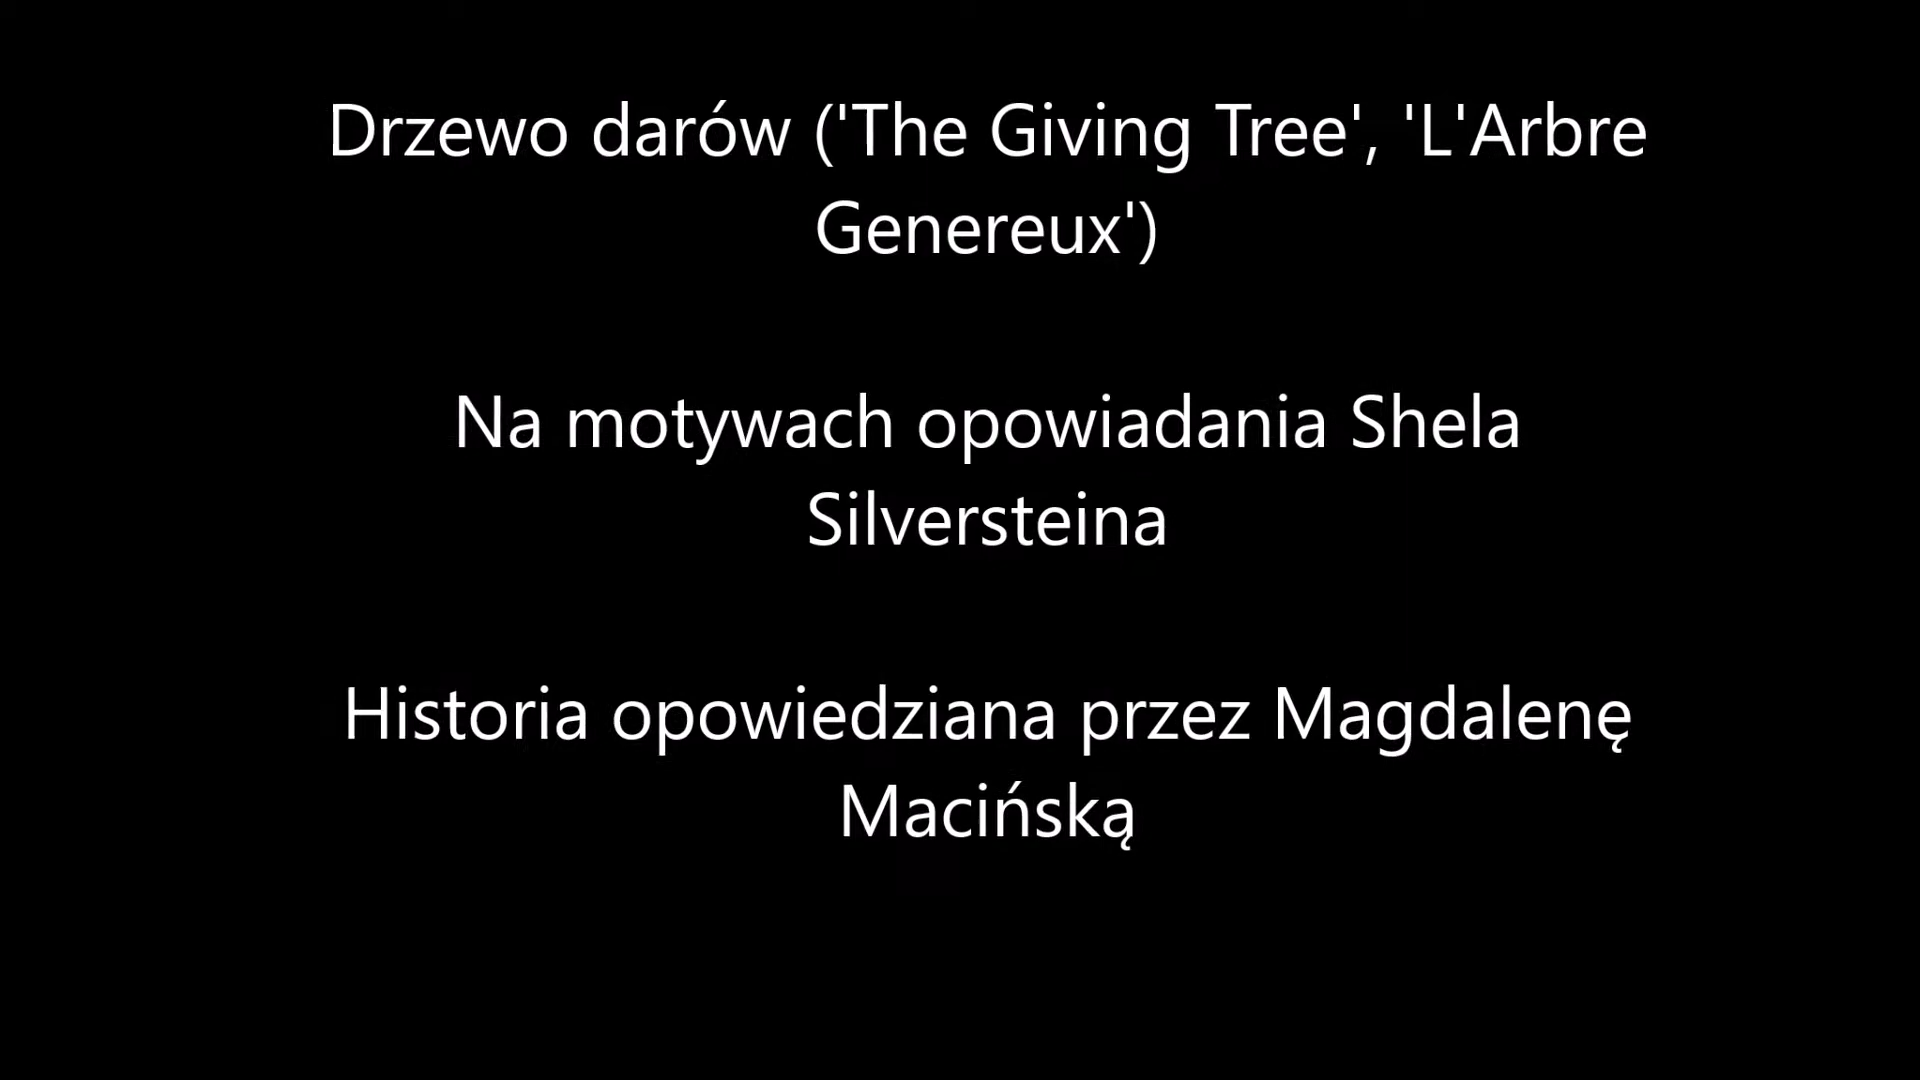 Drzewo darów ('The Giving Tree', 'L'Arbre
Genereux')
Na motywach opowiadania Shela
Silversteina
Historia opowiedziana przez Magdalenę
Macińską